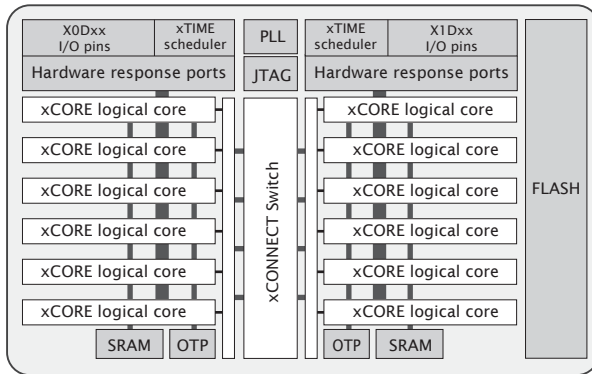 X0Dxx
I/O pins
xTIME
scheduler
PLL
xTIME
scheduler
X1Dxx
I/O pins
Hardware response ports
JTAG
Hardware response ports
xCORE logical core
xCORE logical core
xCORE logical core
xCORE logical core
xCORE logical core
xCORE logical core
xCONNECT Switch
xCORE logical core
xCORE logical core
xCORE logical core
xCORE logical core
xCORE logical core
xCORE logical core
FLASH
SRAM
OTP
OTP
SRAM